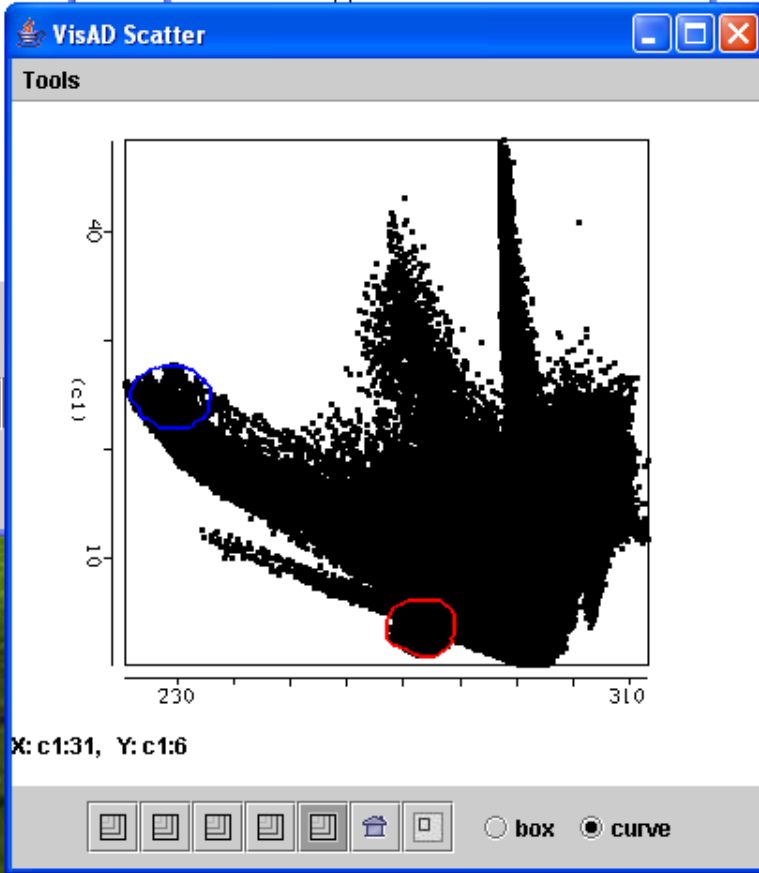 VisAD Scatter
Tools
40
(c1)
10
230
310
X: c1:31, Y: c1:6
box
curve